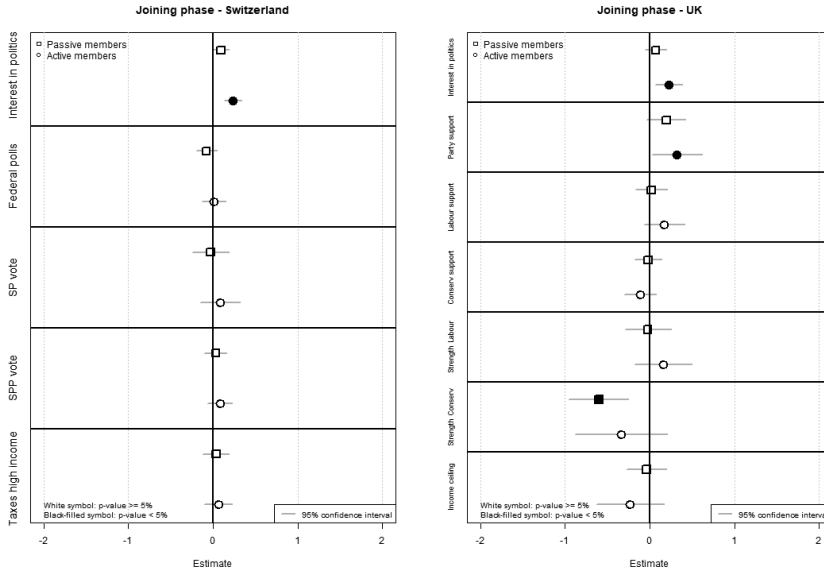 Joining phase - Switzerland
Passive members
Active members
Interest in politics
Federal polls
SP vote
SPP vote
Taxes high income
White symbol: p-value >= 5%
Black-filled symbol: p-value < 5%
95% confidence interval
-2 -1 0 1 2
Estimate
Joining phase - UK
Passive members
Active members
Interest in politics
Party support
Labour support
Conserv support
Strength Labour
Strength Conserv
Income ceiling
White symbol: p-value >= 5%
Black-filled symbol: p-value < 5%
95% confidence interval
-2 -1 0 1 2
Estimate